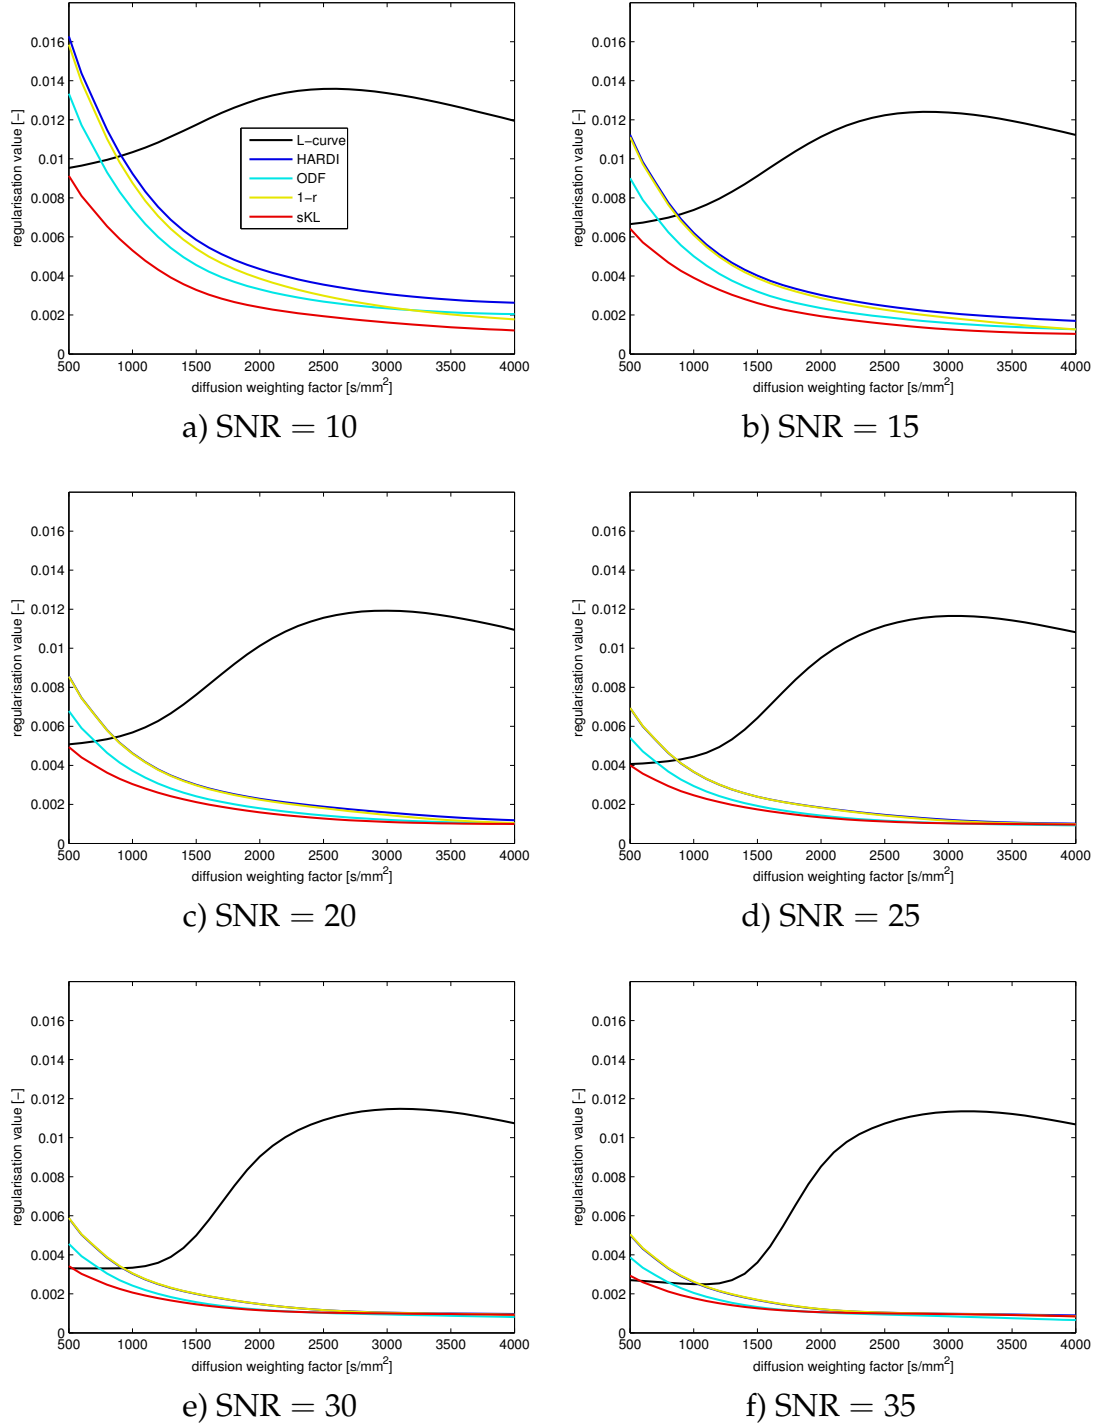 0.016
0.014
0.012
0.01
0.008
0.006
0.004
0.002
0
regularisation value [−]
L−curve
HARDI
ODF
1−r
sKL
500 1000 1500 2000 2500 3000 3500 4000
diffusion weighting factor [s/mm²]
a) SNR = 10
0.016
0.014
0.012
0.01
0.008
0.006
0.004
0.002
0
regularisation value [−]
500 1000 1500 2000 2500 3000 3500 4000
diffusion weighting factor [s/mm²]
b) SNR = 15
0.016
0.014
0.012
0.01
0.008
0.006
0.004
0.002
0
regularisation value [−]
500 1000 1500 2000 2500 3000 3500 4000
diffusion weighting factor [s/mm²]
c) SNR = 20
0.016
0.014
0.012
0.01
0.008
0.006
0.004
0.002
0
regularisation value [−]
500 1000 1500 2000 2500 3000 3500 4000
diffusion weighting factor [s/mm²]
d) SNR = 25
0.016
0.014
0.012
0.01
0.008
0.006
0.004
0.002
0
regularisation value [−]
500 1000 1500 2000 2500 3000 3500 4000
diffusion weighting factor [s/mm²]
e) SNR = 30
0.016
0.014
0.012
0.01
0.008
0.006
0.004
0.002
0
regularisation value [−]
500 1000 1500 2000 2500 3000 3500 4000
diffusion weighting factor [s/mm²]
f) SNR = 35